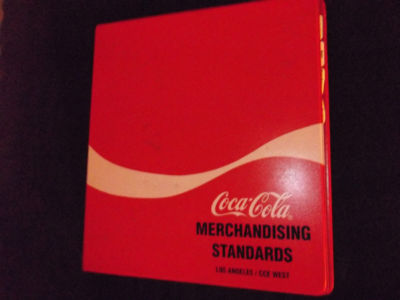 Coca-Cola
MERCHANDISING
STANDARDS
LOS ANGELES / CCE WEST